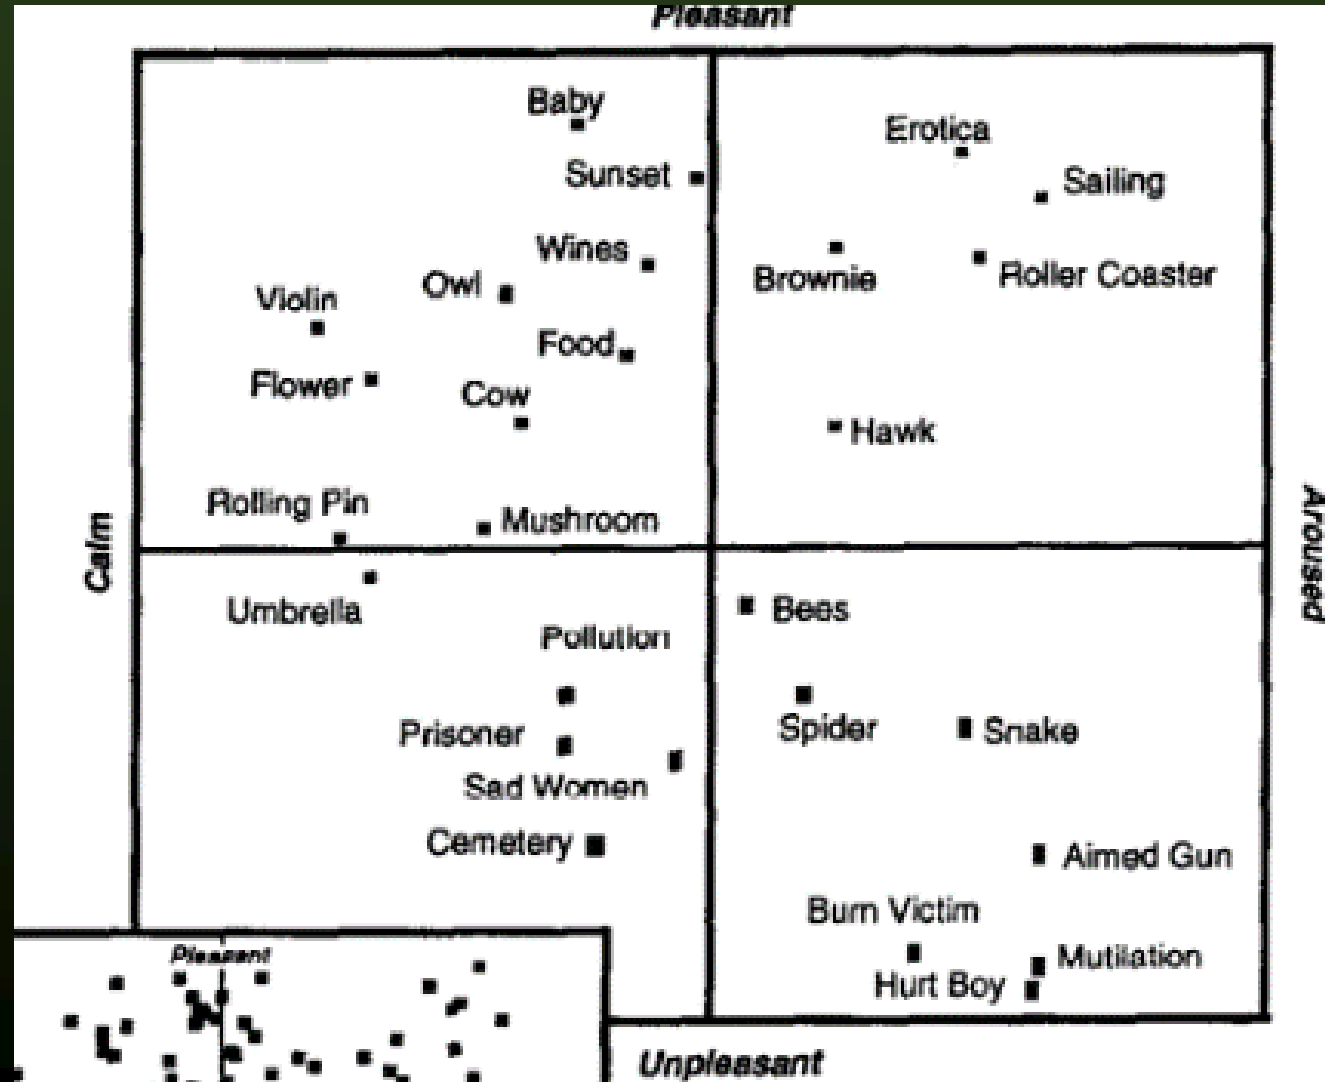 Pleasant
Baby
Erotica
Sunset
Sailing
Wines
Brownie
Roller Coaster
Owl
Violin
Food
Flower
Cow
Hawk
Rolling Pin
Mushroom
Calm
Aroused
Umbrella
Bees
Pollution
Prisoner
Spider
Snake
Sad Women
Cemetery
Aimed Gun
Burn Victim
Mutilation
Hurt Boy
Pleasant
Unpleasant